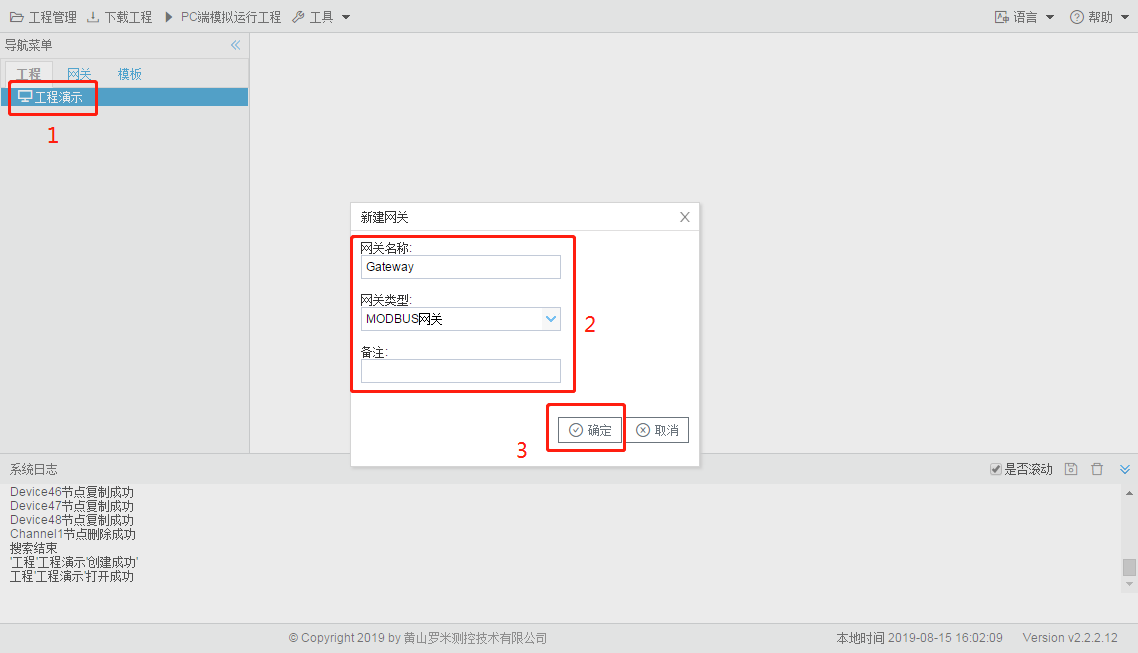 工程管理 下载工程 PC端模拟运行工程 工具 语言 帮助
导航菜单
工程 网关 模板
工程演示
1
新建网关
网关名称:
Gateway
网关类型:
MODBUS网关
2
备注:
确定 取消
3
系统日志 是否滚动
Device46节点复制成功
Device47节点复制成功
Device48节点复制成功
Channel1节点删除成功
搜索结束
'工程'工程演示'创建成功'
工程'工程演示'打开成功
© Copyright 2019 by 黄山罗米测控技术有限公司 本地时间 2019-08-15 16:02:09 Version v2.2.2.12